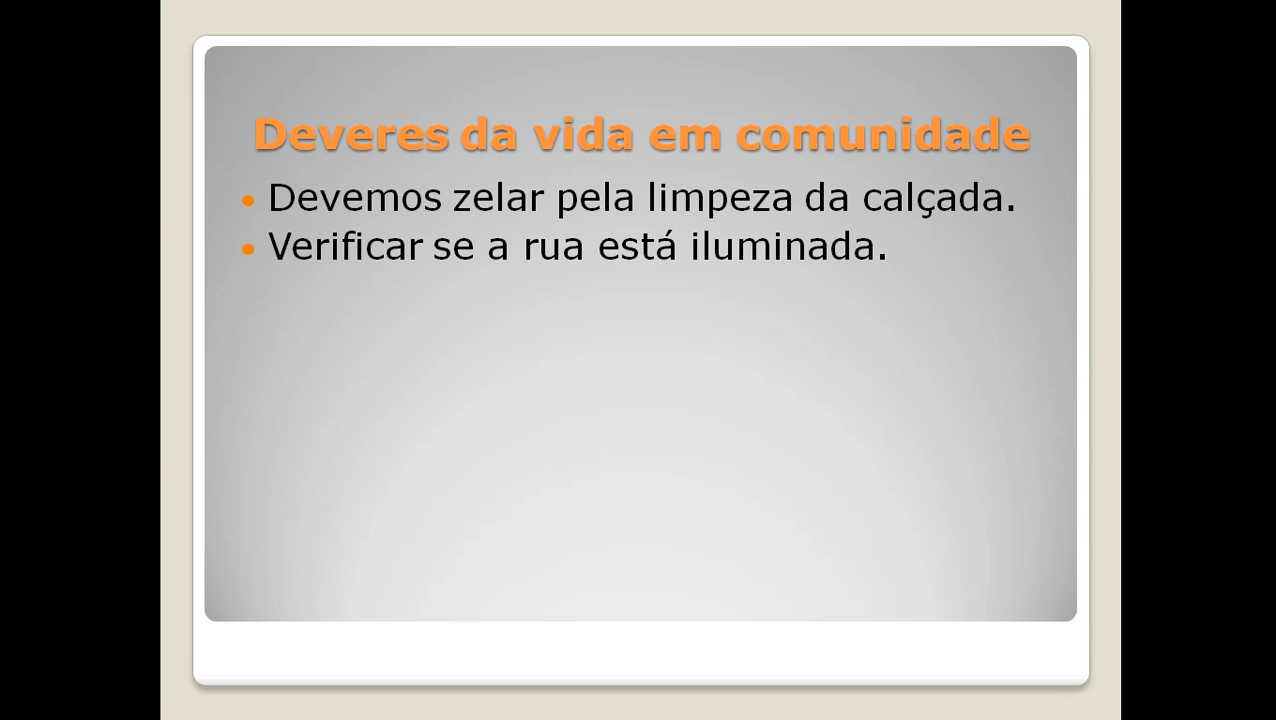 Deveres da vida em comunidade
Devemos zelar pela limpeza da calçada.
Verificar se a rua está iluminada.